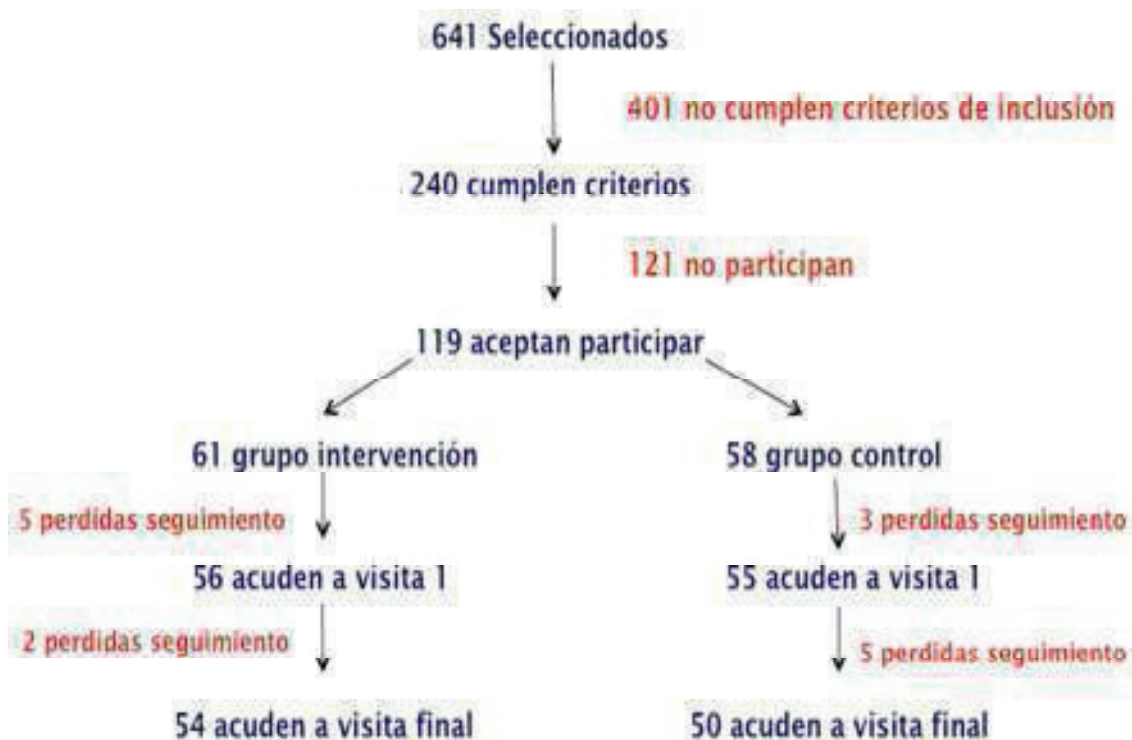 641 Seleccionados
401 no cumplen criterios de inclusión
240 cumplen criterios
121 no participan
119 aceptan participar
61 grupo intervención
58 grupo control
5 perdidas seguimiento
3 perdidas seguimiento
56 acuden a visita 1
55 acuden a visita 1
2 perdidas seguimiento
5 perdidas seguimiento
54 acuden a visita final
50 acuden a visita final